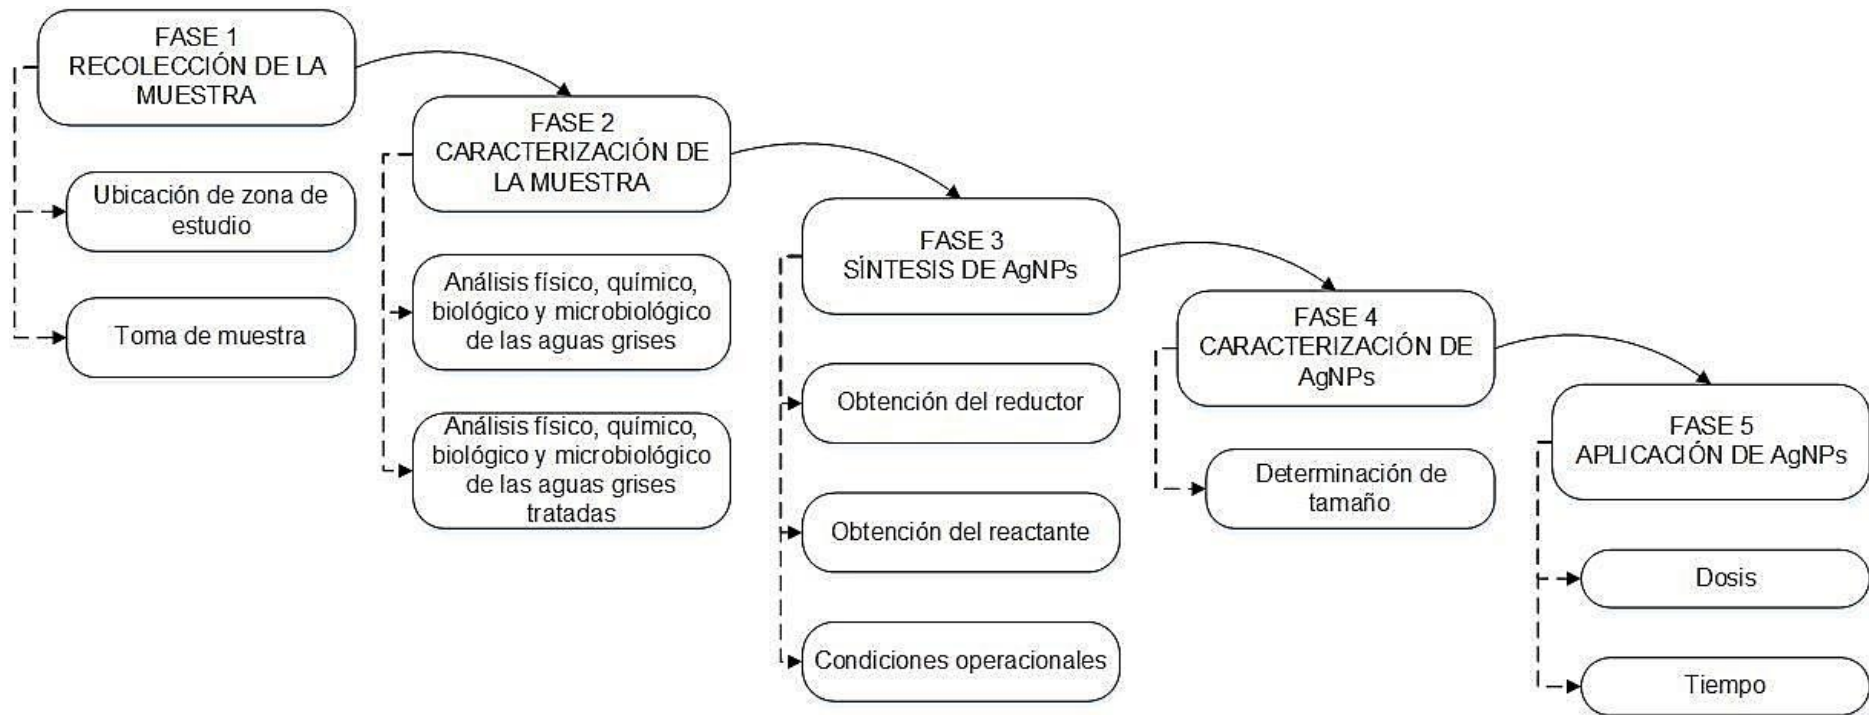 FASE 1
RECOLECCIÓN DE LA
MUESTRA
Ubicación de zona de
estudio
Toma de muestra
FASE 2
CARACTERIZACIÓN DE
LA MUESTRA
Análisis físico, químico,
biológico y microbiológico
de las aguas grises
Análisis físico, químico,
biológico y microbiológico
de las aguas grises
tratadas
FASE 3
SÍNTESIS DE AgNPs
Obtención del reductor
Obtención del reactante
Condiciones operacionales
FASE 4
CARACTERIZACIÓN DE
AgNPs
Determinación de
tamaño
FASE 5
APLICACIÓN DE AgNPs
Dosis
Tiempo